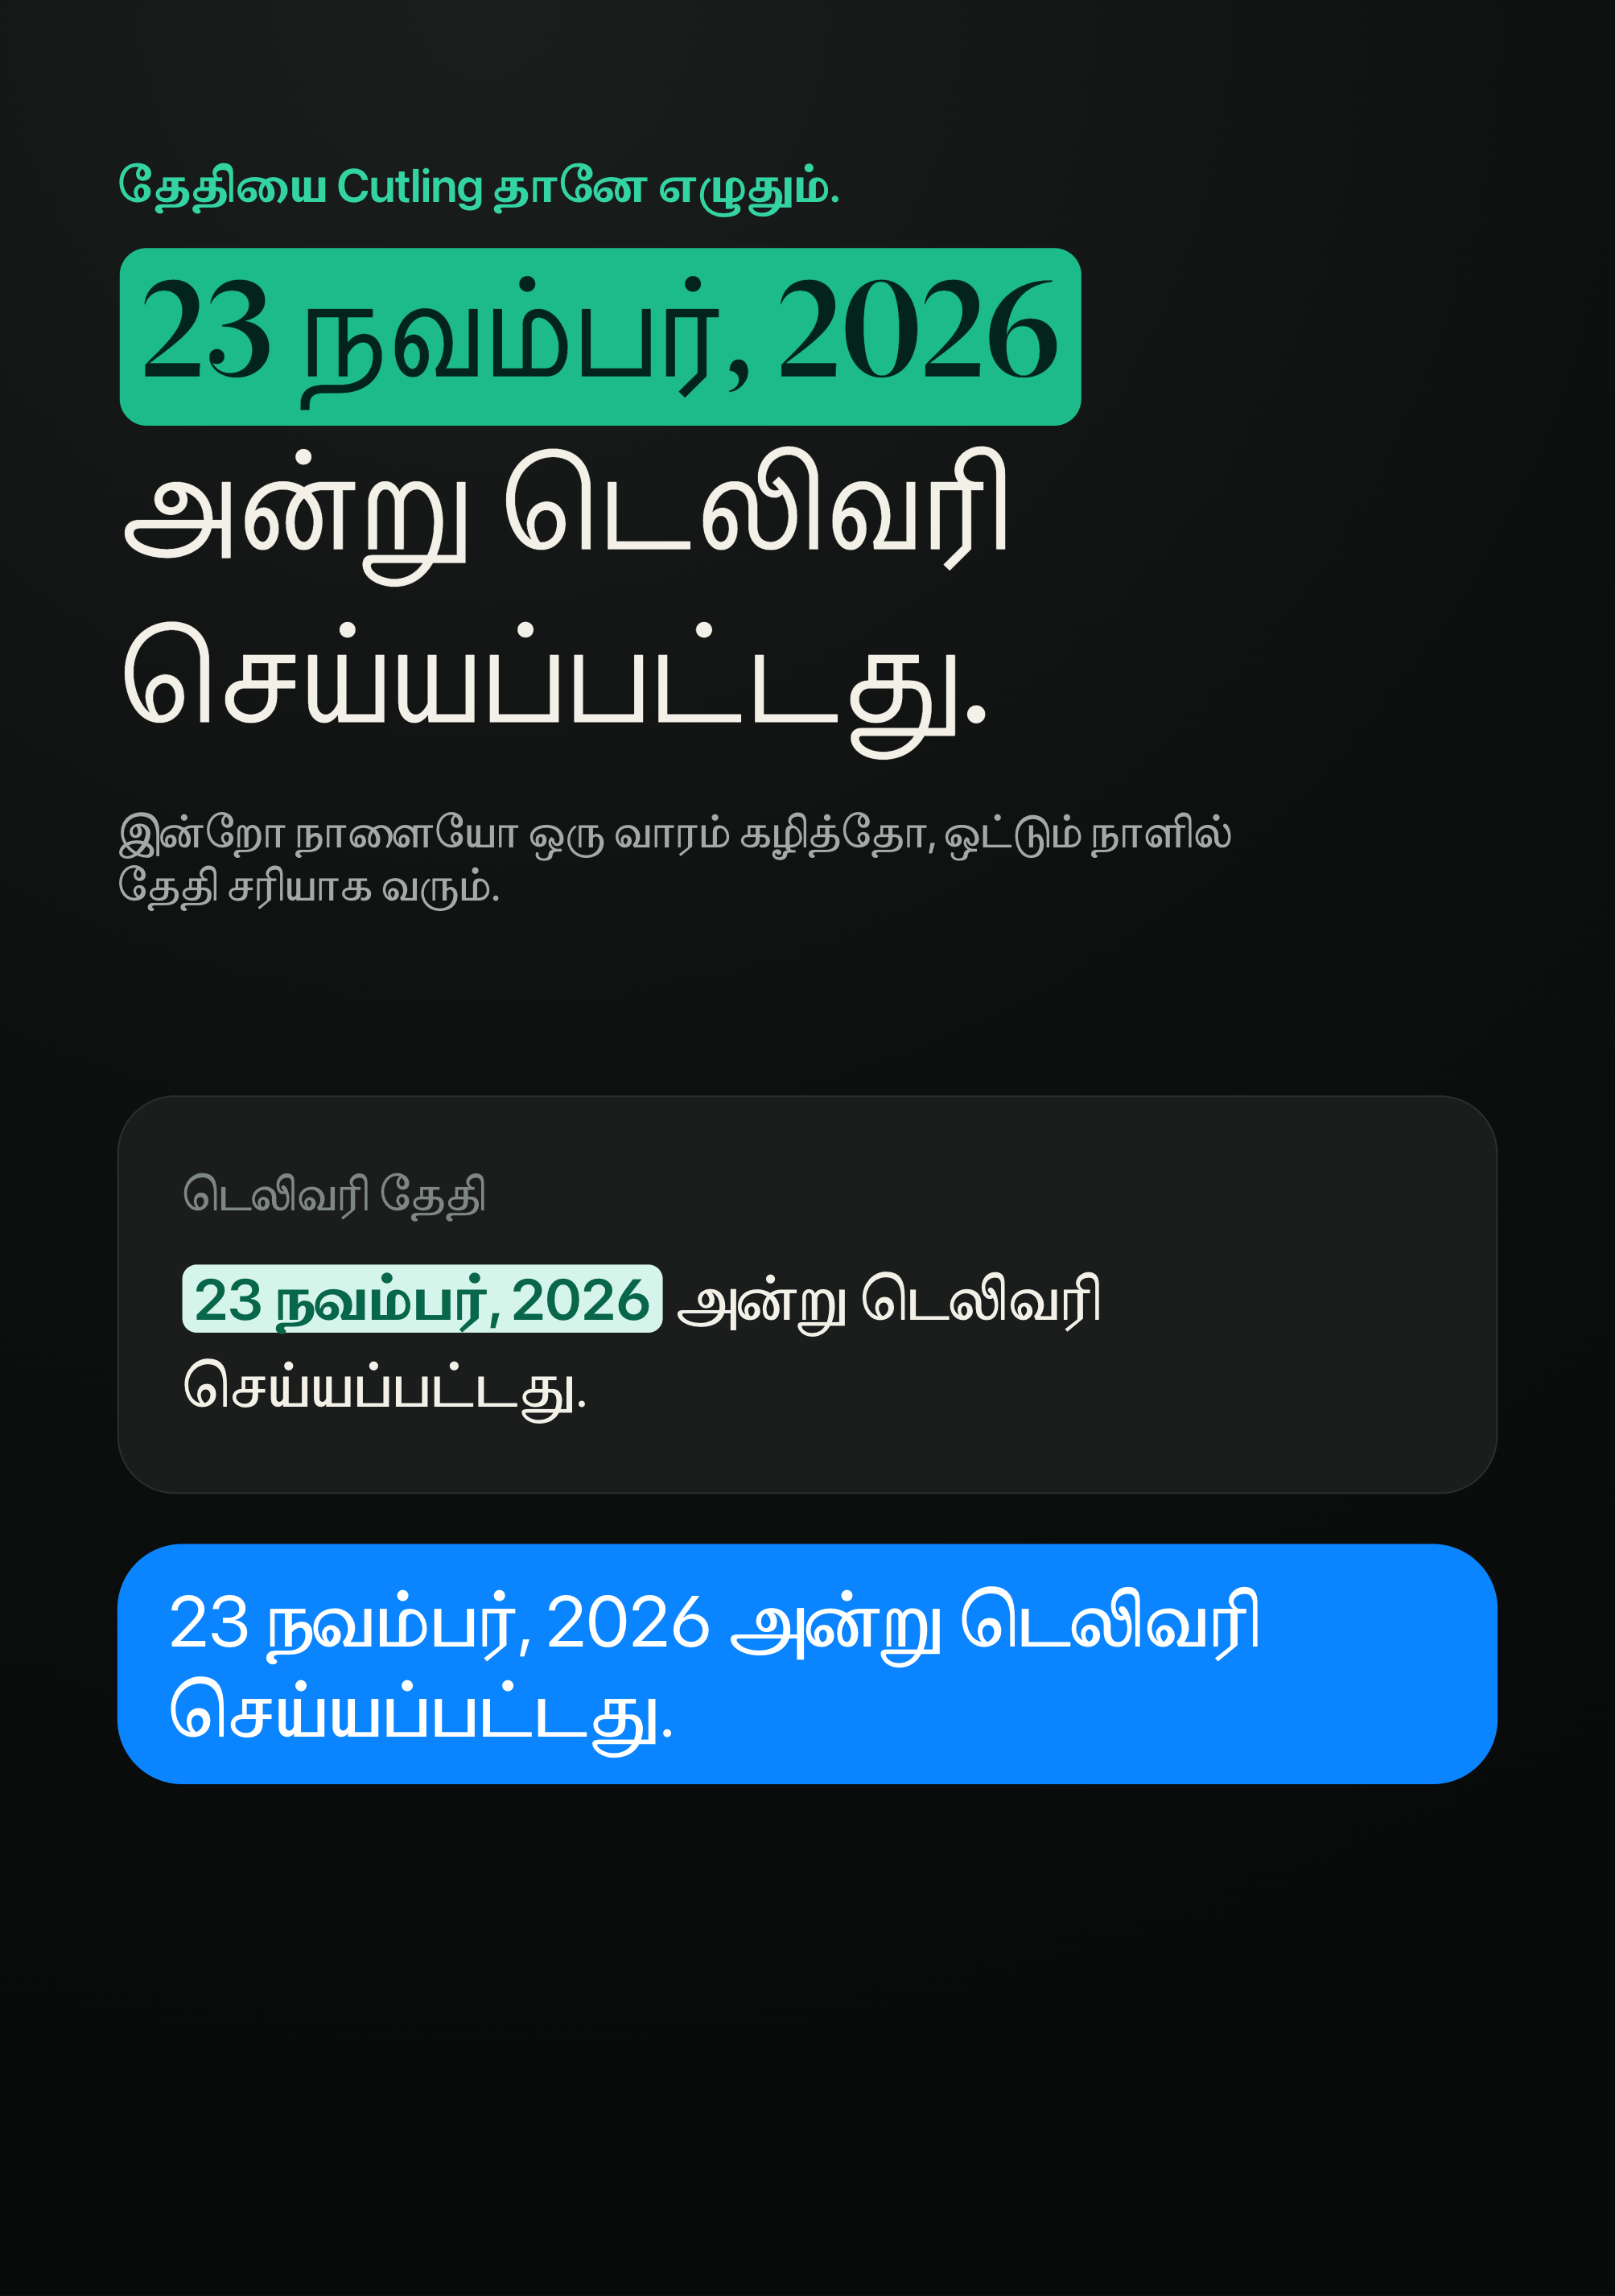 தேதியை Cutling தானே எழுதும்.
23 நவம்பர், 2026
அன்று டெலிவரி
செய்யப்பட்டது.
இன்றோ நாளையோ ஒரு வாரம் கழித்தோ, ஒட்டும் நாளில்
தேதி சரியாக வரும்.
டெலிவரி தேதி
23 நவம்பர், 2026 அன்று டெலிவரி
செய்யப்பட்டது.
23 நவம்பர், 2026 அன்று டெலிவரி
செய்யப்பட்டது.